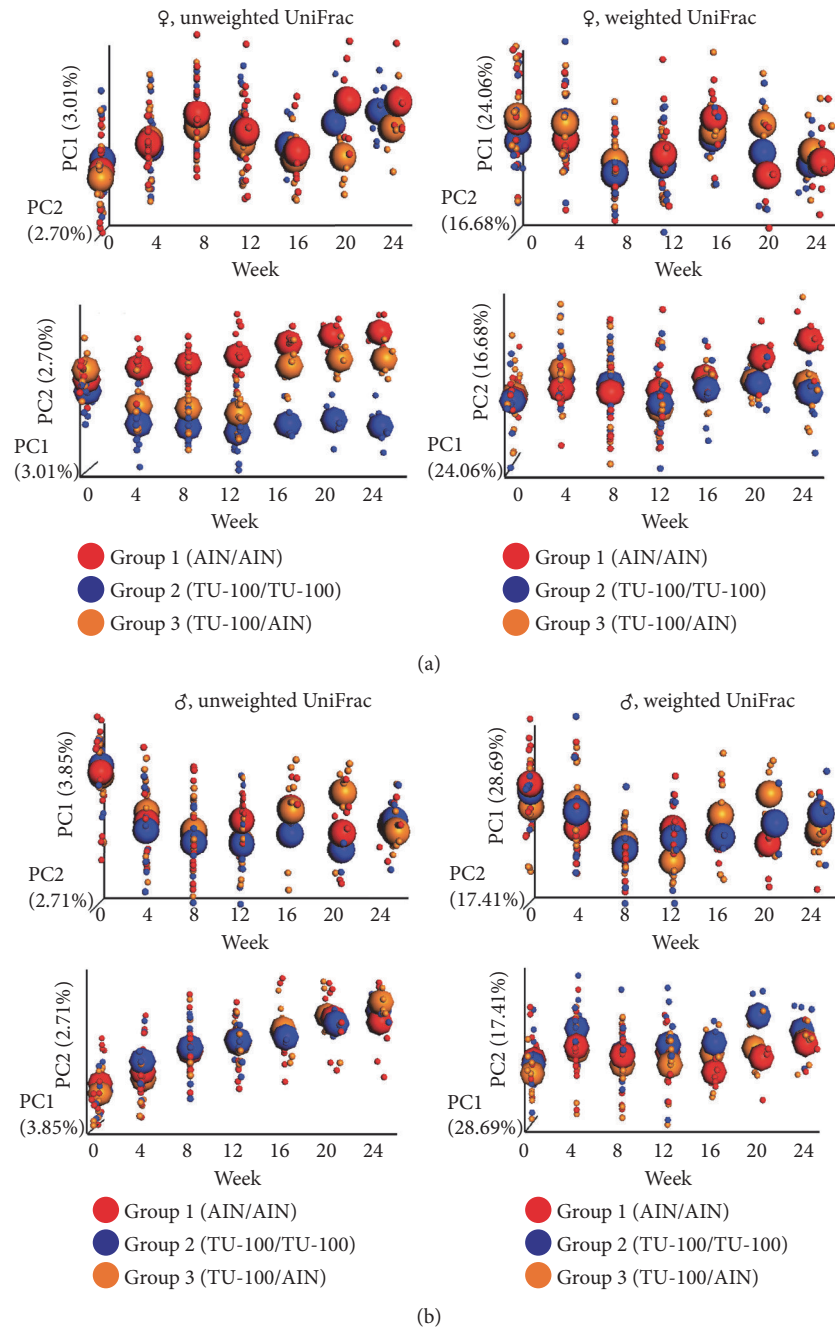 ♀, unweighted UniFrac
PC1 (3.01%)
PC2
(2.70%)
0 4 8 12 16 20 24
Week
♀, weighted UniFrac
PC1 (24.06%)
PC2
(16.68%)
0 4 8 12 16 20 24
Week
PC2 (2.70%)
PC1
(3.01%)
0 4 8 12 16 20 24
Week
PC2 (16.68%)
PC1
(24.06%)
0 4 8 12 16 20 24
Week
Group 1 (AIN/AIN)
Group 2 (TU-100/TU-100)
Group 3 (TU-100/AIN)
Group 1 (AIN/AIN)
Group 2 (TU-100/TU-100)
Group 3 (TU-100/AIN)
(a)
♂, unweighted UniFrac
PC1 (3.85%)
PC2
(2.71%)
0 4 8 12 16 20 24
Week
♂, weighted UniFrac
PC1 (28.69%)
PC2
(17.41%)
0 4 8 12 16 20 24
Week
PC2 (2.71%)
PC1
(3.85%)
0 4 8 12 16 20 24
Week
PC2 (17.41%)
PC1
(28.69%)
0 4 8 12 16 20 24
Week
Group 1 (AIN/AIN)
Group 2 (TU-100/TU-100)
Group 3 (TU-100/AIN)
Group 1 (AIN/AIN)
Group 2 (TU-100/TU-100)
Group 3 (TU-100/AIN)
(b)